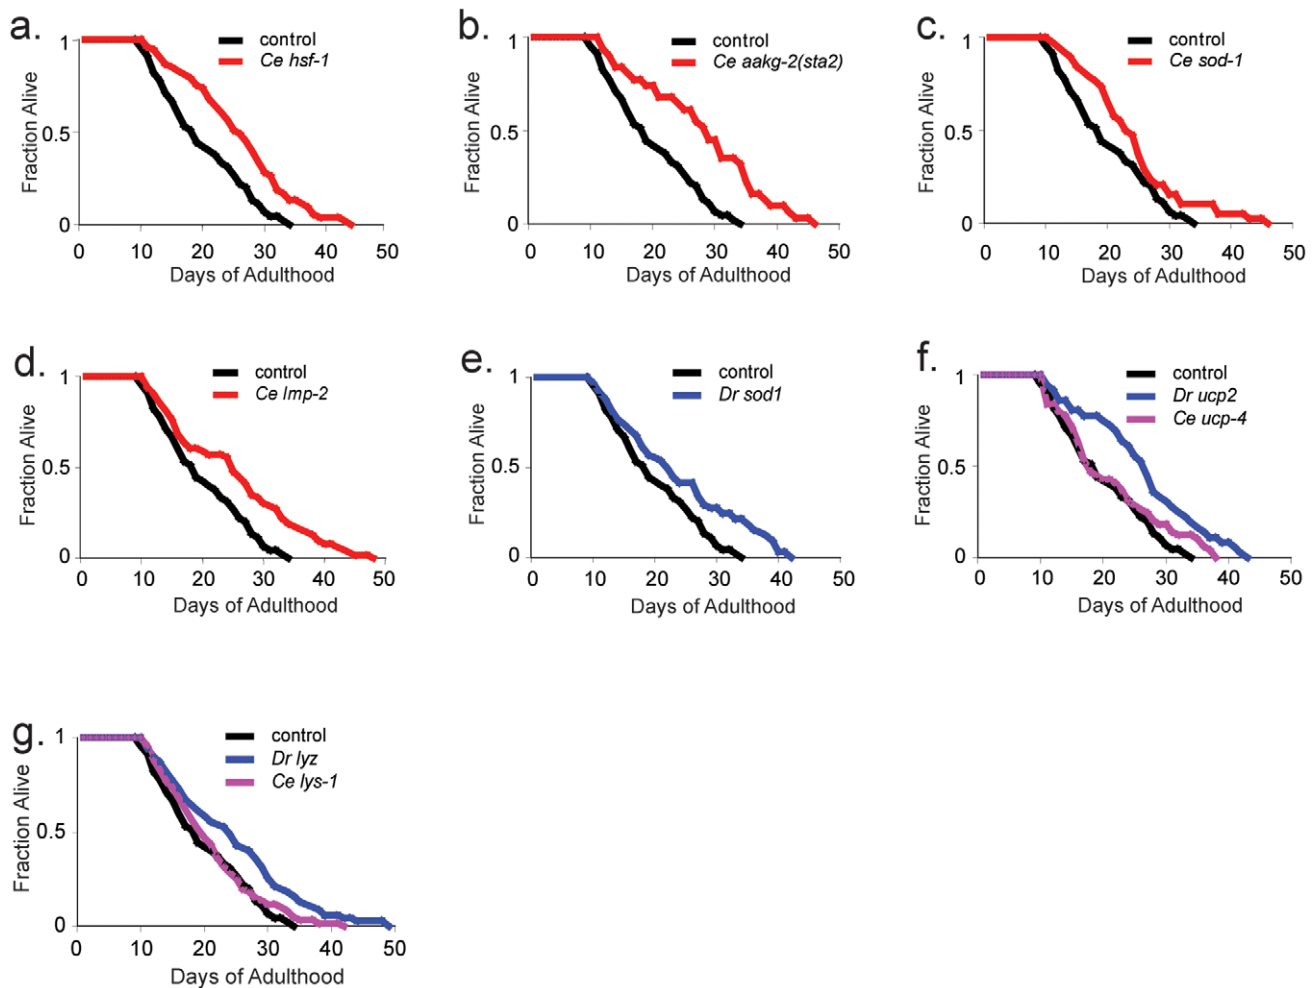 a.
control
Ce hsf-1
1
0.5
0
Fraction Alive
0 10 20 30 40 50
Days of Adulthood
b.
control
Ce aakg-2(sta2)
1
0.5
0
Fraction Alive
0 10 20 30 40 50
Days of Adulthood
c.
control
Ce sod-1
1
0.5
0
Fraction Alive
0 10 20 30 40 50
Days of Adulthood
d.
control
Ce lmp-2
1
0.5
0
Fraction Alive
0 10 20 30 40 50
Days of Adulthood
e.
control
Dr sod1
1
0.5
0
Fraction Alive
0 10 20 30 40 50
Days of Adulthood
f.
control
Dr ucp2
Ce ucp-4
1
0.5
0
Fraction Alive
0 10 20 30 40 50
Days of Adulthood
g.
control
Dr lyz
Ce lys-1
1
0.5
0
Fraction Alive
0 10 20 30 40 50
Days of Adulthood